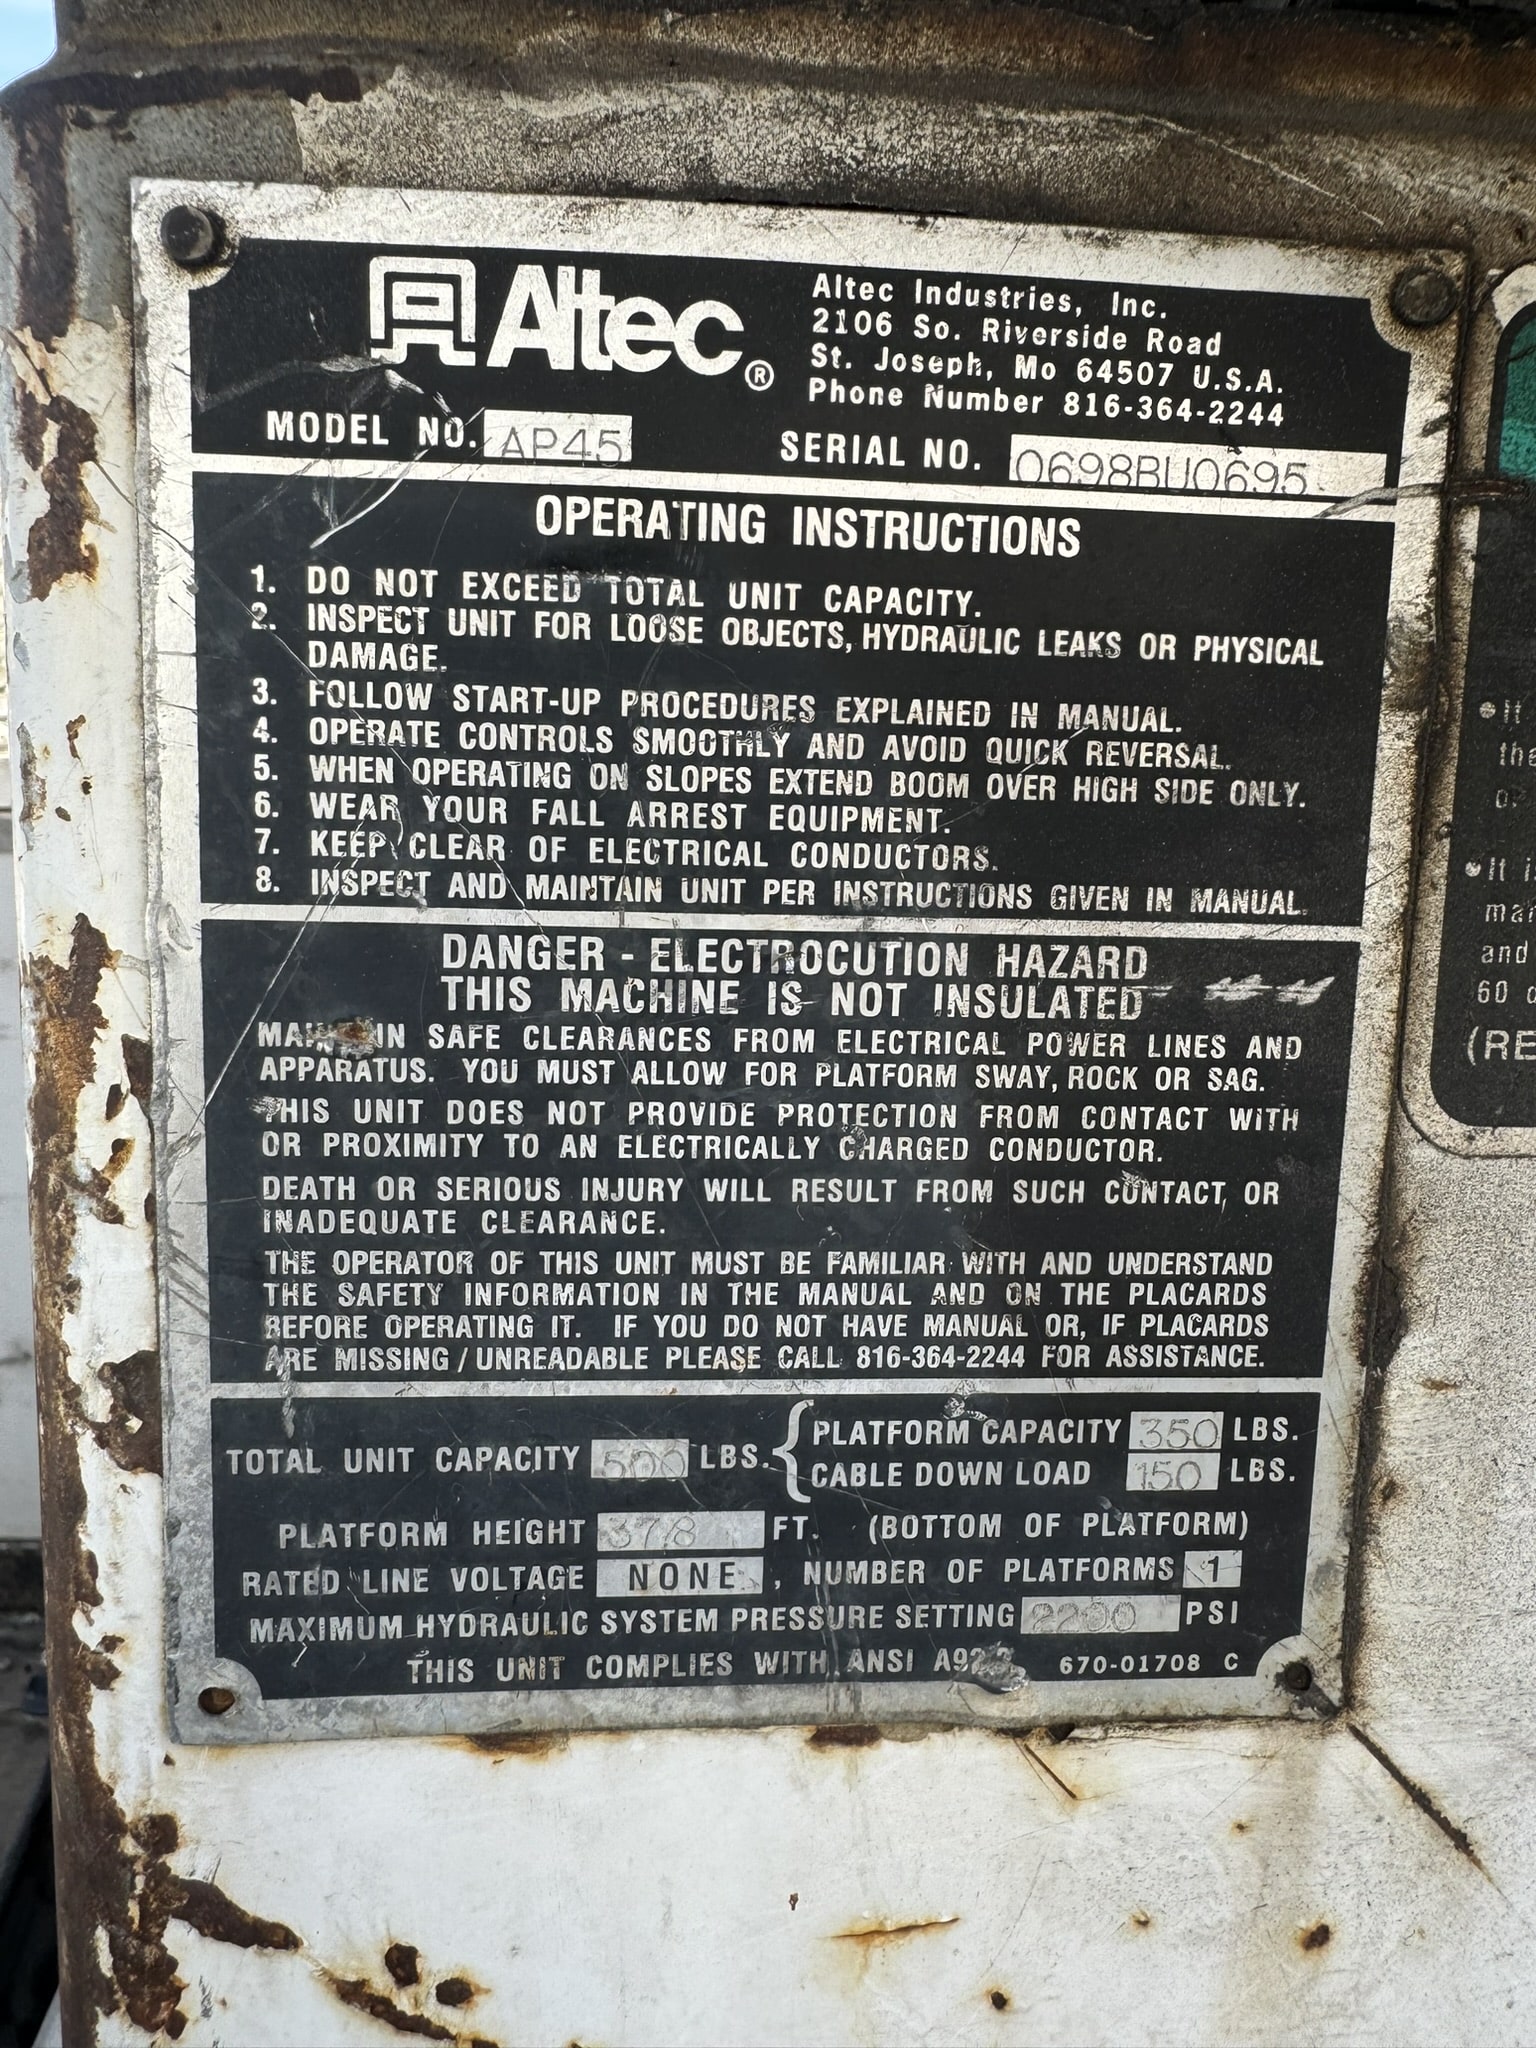 Altec®
Altec Industries, Inc.
2106 So. Riverside Road
St. Joseph, Mo 64507 U.S.A.
Phone Number 816-364-2244
MODEL NO. AP45
SERIAL NO. 0698BU0695
OPERATING INSTRUCTIONS
1. DO NOT EXCEED TOTAL UNIT CAPACITY.
2. INSPECT UNIT FOR LOOSE OBJECTS, HYDRAULIC LEAKS OR PHYSICAL
DAMAGE.
3. FOLLOW START-UP PROCEDURES EXPLAINED IN MANUAL.
4. OPERATE CONTROLS SMOOTHLY AND AVOID QUICK REVERSAL.
5. WHEN OPERATING ON SLOPES EXTEND BOOM OVER HIGH SIDE ONLY.
6. WEAR YOUR FALL ARREST EQUIPMENT.
7. KEEP CLEAR OF ELECTRICAL CONDUCTORS.
8. INSPECT AND MAINTAIN UNIT PER INSTRUCTIONS GIVEN IN MANUAL.
DANGER - ELECTROCUTION HAZARD
THIS MACHINE IS NOT INSULATED
MAINTAIN SAFE CLEARANCES FROM ELECTRICAL POWER LINES AND
APPARATUS. YOU MUST ALLOW FOR PLATFORM SWAY, ROCK OR SAG.
THIS UNIT DOES NOT PROVIDE PROTECTION FROM CONTACT WITH
OR PROXIMITY TO AN ELECTRICALLY CHARGED CONDUCTOR.
DEATH OR SERIOUS INJURY WILL RESULT FROM SUCH CONTACT, OR
INADEQUATE CLEARANCE.
THE OPERATOR OF THIS UNIT MUST BE FAMILIAR WITH AND UNDERSTAND
THE SAFETY INFORMATION IN THE MANUAL AND ON THE PLACARDS
BEFORE OPERATING IT. IF YOU DO NOT HAVE MANUAL OR, IF PLACARDS
ARE MISSING/UNREADABLE PLEASE CALL 816-364-2244 FOR ASSISTANCE.
TOTAL UNIT CAPACITY 500 LBS.
PLATFORM CAPACITY 350 LBS.
CABLE DOWN LOAD 150 LBS.
PLATFORM HEIGHT 37.8 FT. (BOTTOM OF PLATFORM)
RATED LINE VOLTAGE NONE, NUMBER OF PLATFORMS 1
MAXIMUM HYDRAULIC SYSTEM PRESSURE SETTING 2200 PSI
THIS UNIT COMPLIES WITH ANSI 670-01708 C
It
the
It
and
60
(RE